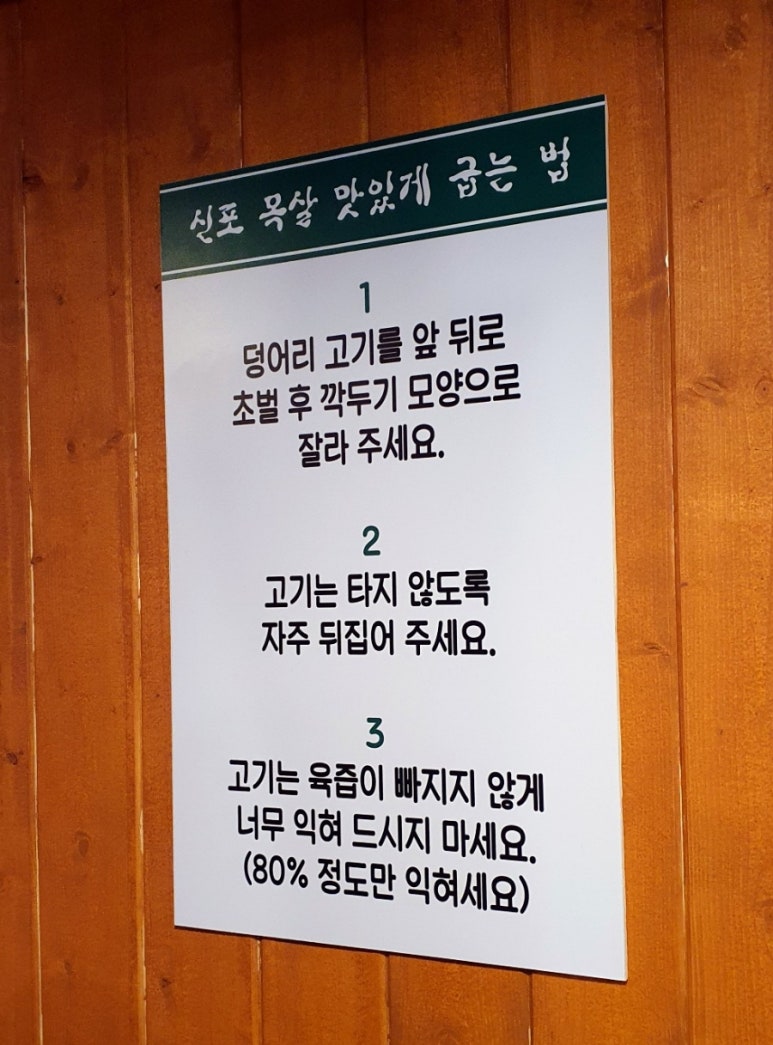 신포 목살 맛있게 굽는 법
1
덩어리 고기를 앞 뒤로
초벌 후 깍두기 모양으로
잘라 주세요.
2
고기는 타지 않도록
자주 뒤집어 주세요.
3
고기는 육즙이 빠지지 않게
너무 익혀 드시지 마세요.
(80% 정도만 익혀세요)